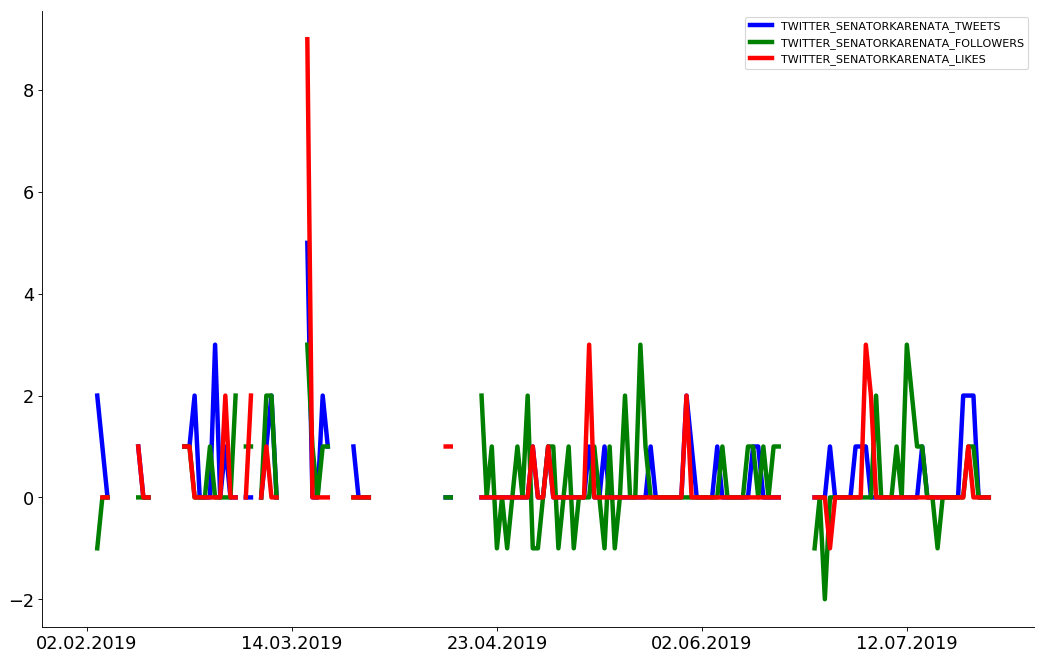 TWITTER_SENATORKARENATA_TWEETS
TWITTER_SENATORKARENATA_FOLLOWERS
TWITTER_SENATORKARENATA_LIKES
8
6
4
2
0
−2
02.02.2019 14.03.2019 23.04.2019 02.06.2019 12.07.2019